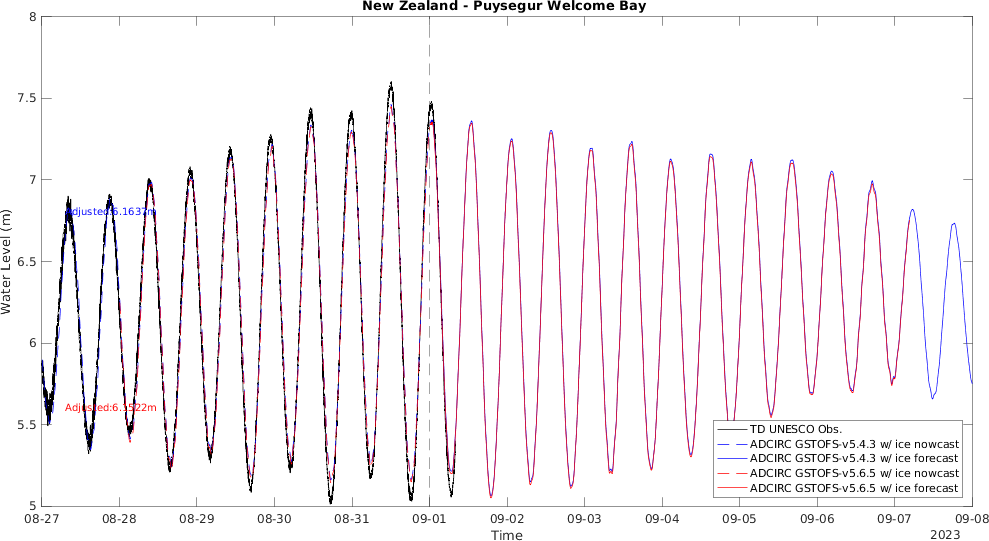 New Zealand - Puysegur Welcome Bay
8
7.5
7
6.5
6
5.5
5
Water Level (m)
Adjusted:6.1637m
Adjusted:6.1522m
TD UNESCO Obs.
ADCIRC GSTOFS-v5.4.3 w/ ice nowcast
ADCIRC GSTOFS-v5.4.3 w/ ice forecast
ADCIRC GSTOFS-v5.6.5 w/ ice nowcast
ADCIRC GSTOFS-v5.6.5 w/ ice forecast
08-27 08-28 08-29 08-30 08-31 09-01 09-02 09-03 09-04 09-05 09-06 09-07 09-08
Time
2023